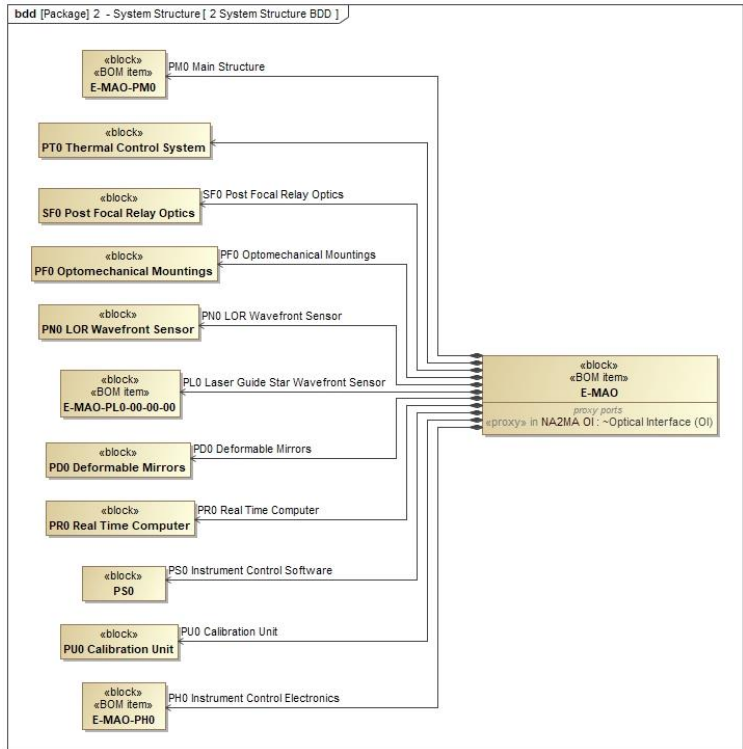 bdd [Package] 2 - System Structure [ 2 System Structure BDD ]
«block»
«BOM item»
E-MAO-PM0
PM0 Main Structure
«block»
PT0 Thermal Control System
«block»
SF0 Post Focal Relay Optics
SF0 Post Focal Relay Optics
«block»
PF0 Optomechanical Mountings
PF0 Optomechanical Mountings
«block»
PN0 LOR Wavefront Sensor
PN0 LOR Wavefront Sensor
«block»
«BOM item»
E-MAO-PL0-00-00-00
PL0 Laser Guide Star Wavefront Sensor
«block»
PD0 Deformable Mirrors
PD0 Deformable Mirrors
«block»
PR0 Real Time Computer
PR0 Real Time Computer
«block»
PS0
PS0 Instrument Control Software
«block»
PU0 Calibration Unit
PU0 Calibration Unit
«block»
«BOM item»
E-MAO-PH0
PH0 Instrument Control Electronics
«block»
«BOM item»
E-MAO
proxy ports
«proxy» in NA2MA OI : ~Optical Interface (OI)